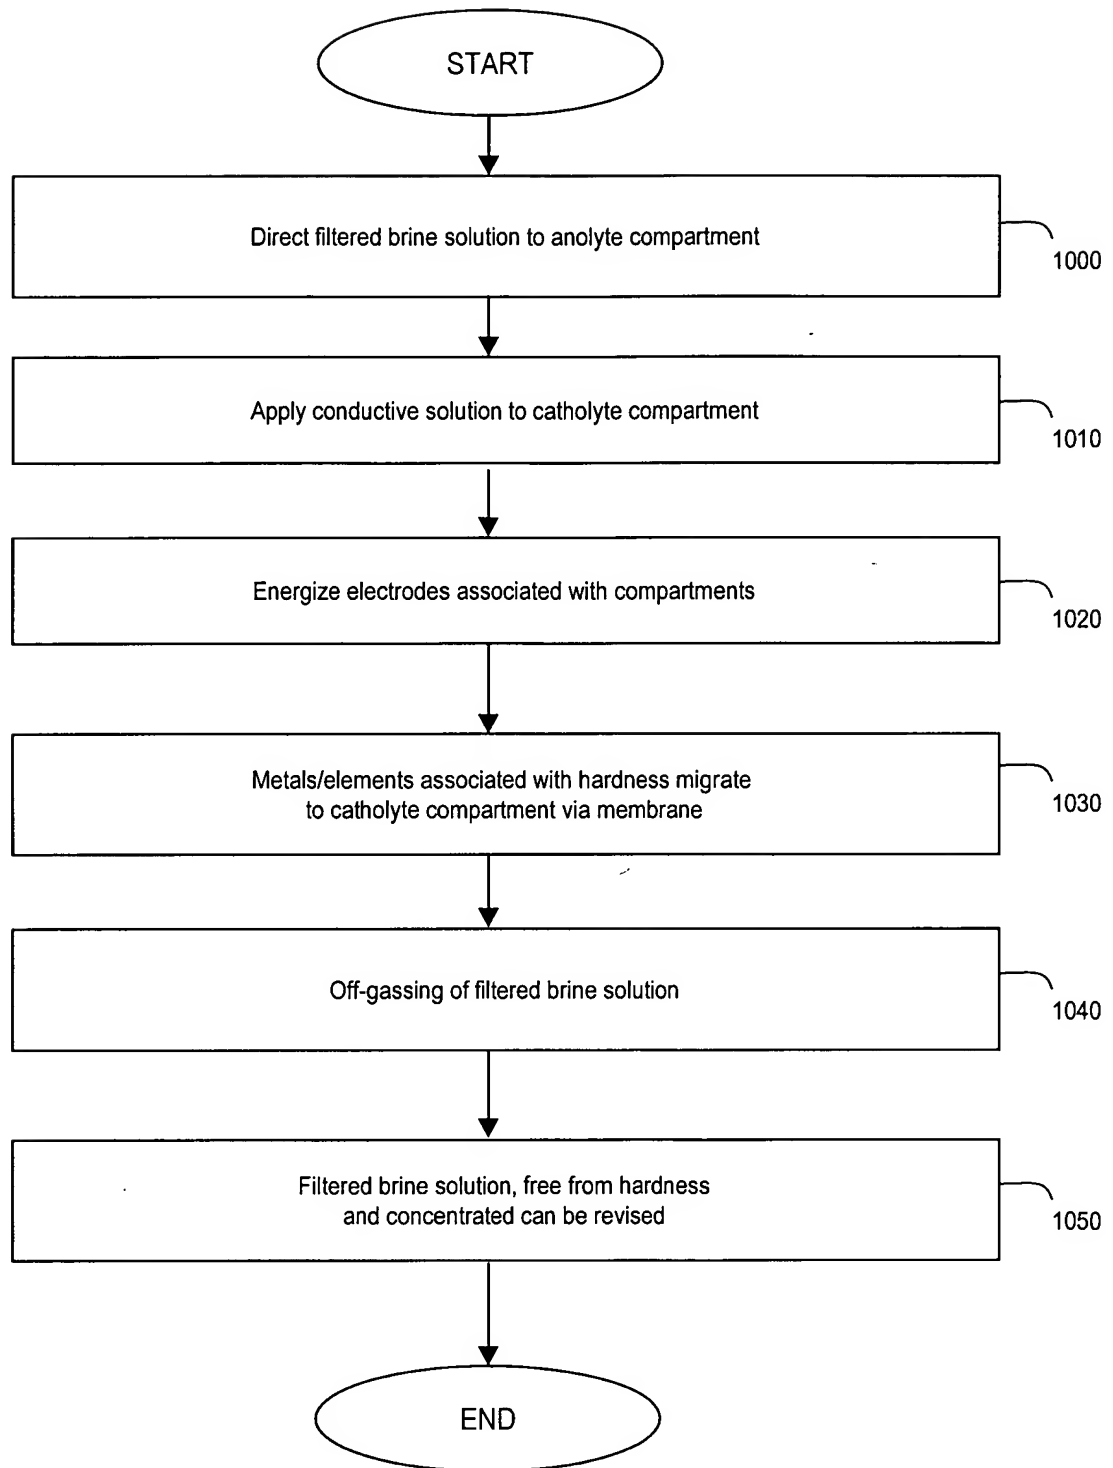 START
Direct filtered brine solution to anolyte compartment
1000
Apply conductive solution to catholyte compartment
1010
Energize electrodes associated with compartments
1020
Metals/elements associated with hardness migrate
to catholyte compartment via membrane
1030
Off-gassing of filtered brine solution
1040
Filtered brine solution, free from hardness
and concentrated can be revised
1050
END